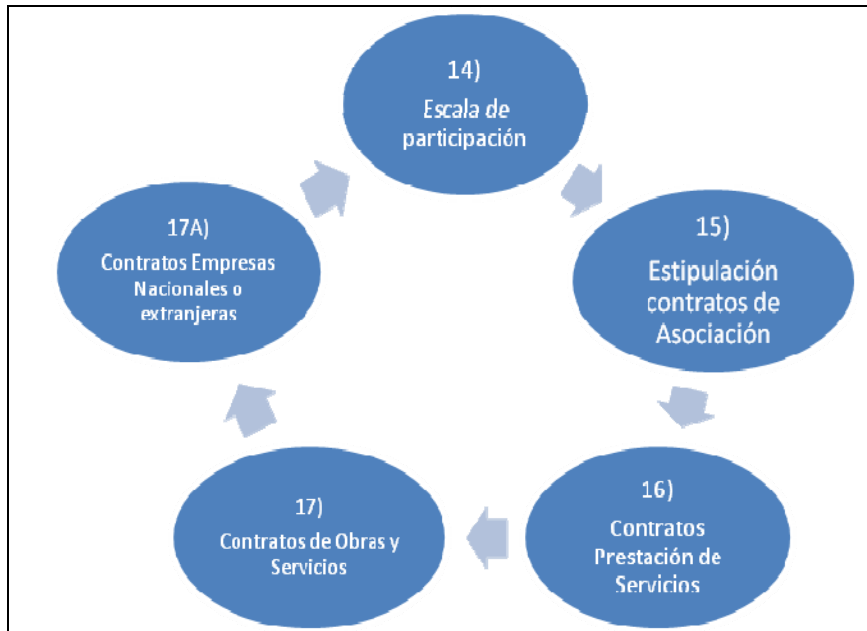 14)
Escala de
participación
15)
Estipulación
contratos de
Asociación
16)
Contratos
Prestación de
Servicios
17)
Contratos de Obras y
Servicios
17A)
Contratos Empresas
Nacionales o
extranjeras